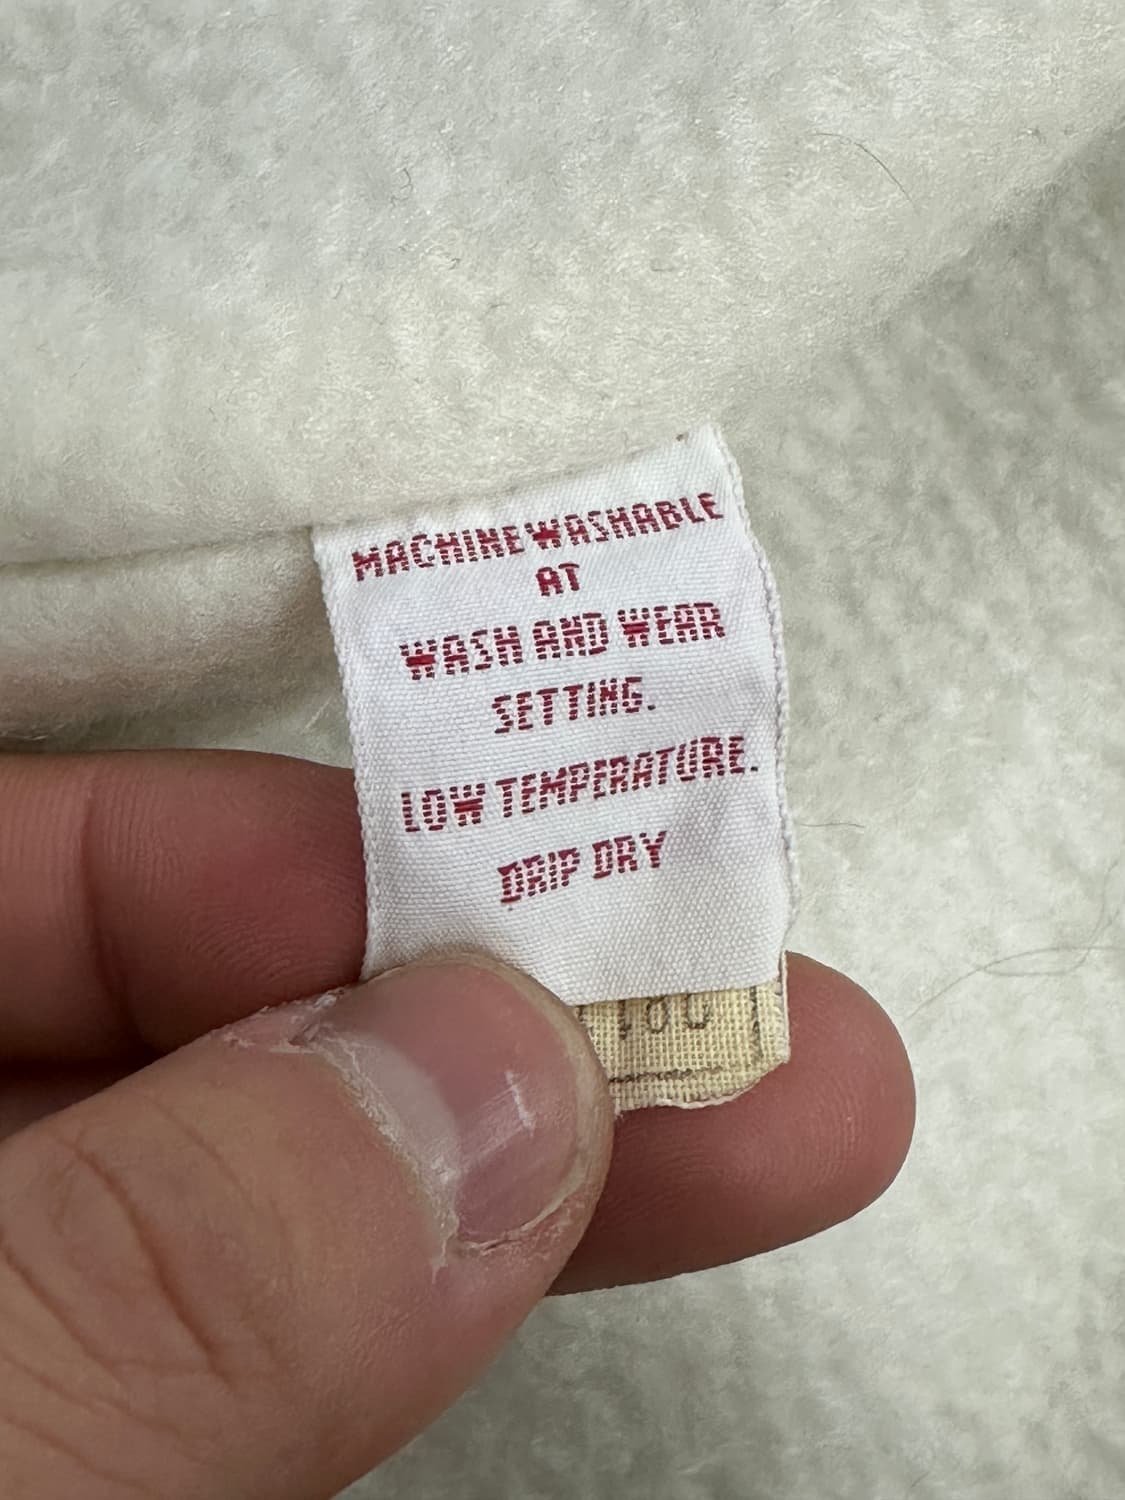 MACHINE WASHABLE
AT
WASH AND WEAR
SETTING.
LOW TEMPERATURE.
DRIP DRY